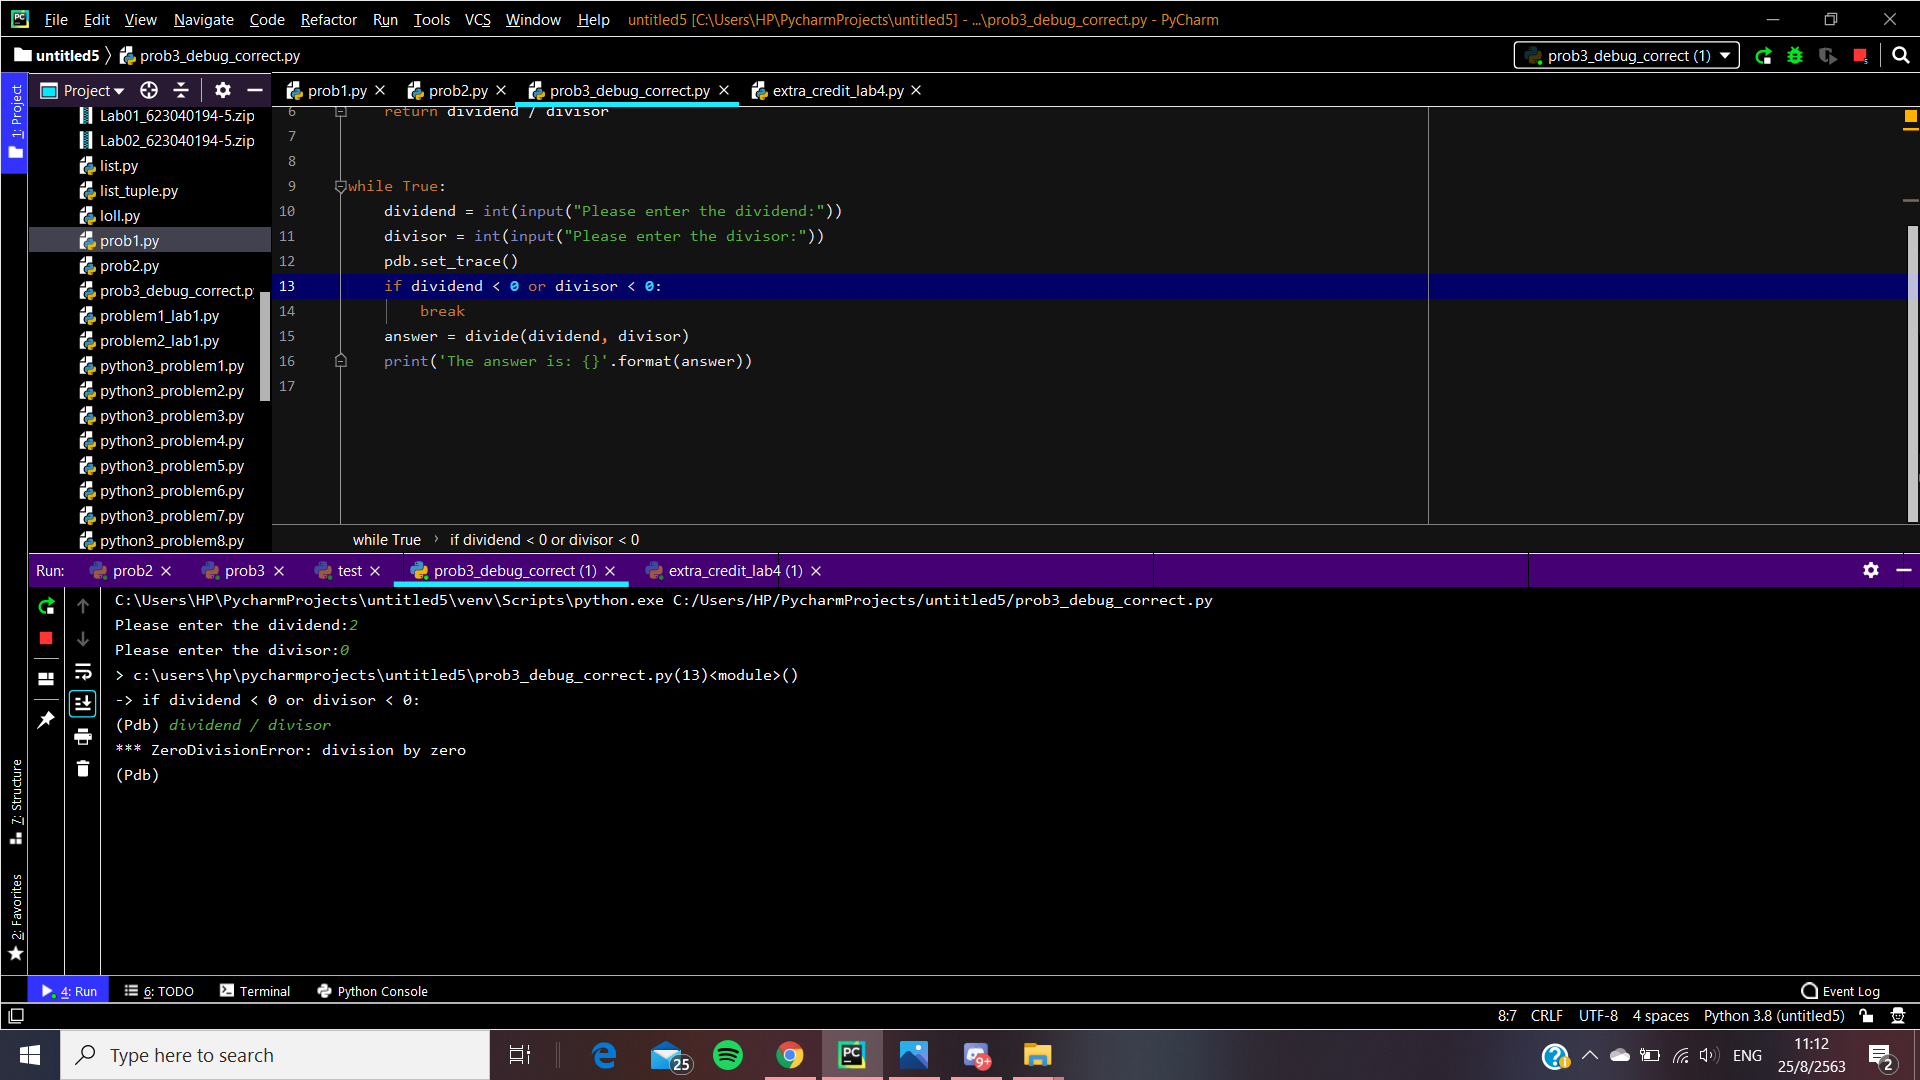 File Edit View Navigate Code Refactor Run Tools VCS Window Help untitled5 [C:\Users\HP\PycharmProjects\untitled5] - ...\prob3_debug_correct.py - PyCharm
untitled5 prob3_debug_correct.py
prob3_debug_correct (1)
1: Project
Project
prob1.py
prob2.py
prob3_debug_correct.py
extra_credit_lab4.py
Lab01_623040194-5.zip
Lab02_623040194-5.zip
list.py
list_tuple.py
loll.py
prob1.py
prob2.py
prob3_debug_correct.py
problem1_lab1.py
problem2_lab1.py
python3_problem1.py
python3_problem2.py
python3_problem3.py
python3_problem4.py
python3_problem5.py
python3_problem6.py
python3_problem7.py
python3_problem8.py
6 return dividend / divisor
7
8
9 while True:
10 dividend = int(input("Please enter the dividend:"))
11 divisor = int(input("Please enter the divisor:"))
12 pdb.set_trace()
13 if dividend < 0 or divisor < 0:
14 break
15 answer = divide(dividend, divisor)
16 print('The answer is: {}'.format(answer))
17
while True › if dividend < 0 or divisor < 0
Run: prob2 prob3 test prob3_debug_correct (1) extra_credit_lab4 (1)
C:\Users\HP\PycharmProjects\untitled5\venv\Scripts\python.exe C:/Users/HP/PycharmProjects/untitled5/prob3_debug_correct.py
Please enter the dividend:2
Please enter the divisor:0
> c:\users\hp\pycharmprojects\untitled5\prob3_debug_correct.py(13)<module>()
-> if dividend < 0 or divisor < 0:
(Pdb) dividend / divisor
*** ZeroDivisionError: division by zero
(Pdb)
7: Structure
2: Favorites
4: Run 6: TODO Terminal Python Console Event Log
8:7 CRLF UTF-8 4 spaces Python 3.8 (untitled5)
Type here to search
25
PC
9+
ENG
11:12
25/8/2563
2